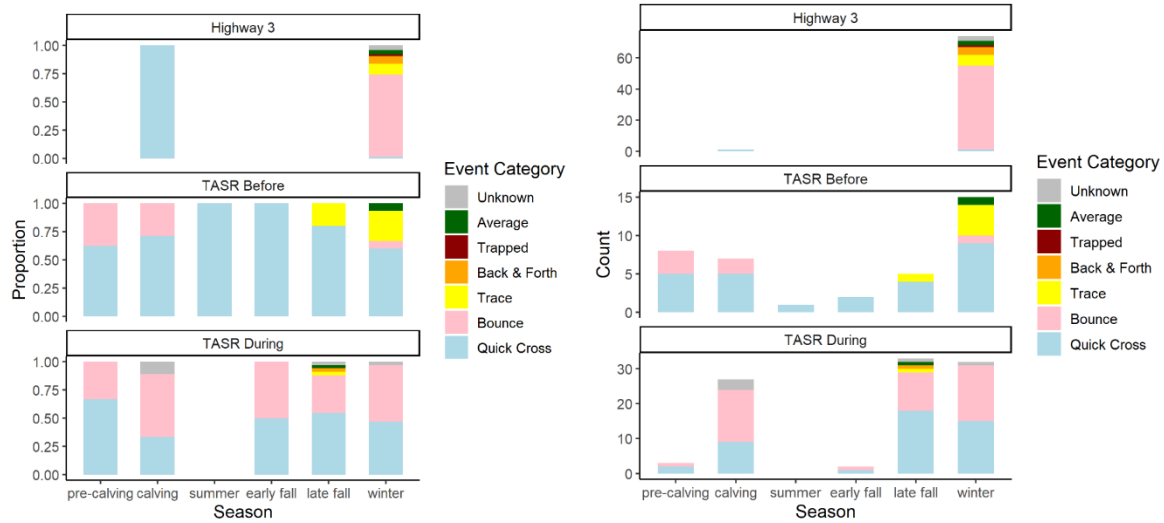 Highway 3
1.00
0.75
0.50
0.25
0.00
TASR Before
1.00
0.75
0.50
0.25
0.00
TASR During
1.00
0.75
0.50
0.25
0.00
Proportion
pre-calving calving summer early fall late fall winter
Season
Event Category
Unknown
Average
Trapped
Back & Forth
Trace
Bounce
Quick Cross
Highway 3
60
40
20
0
TASR Before
15
10
5
0
TASR During
30
20
10
0
Count
pre-calving calving summer early fall late fall winter
Season
Event Category
Unknown
Average
Trapped
Back & Forth
Trace
Bounce
Quick Cross